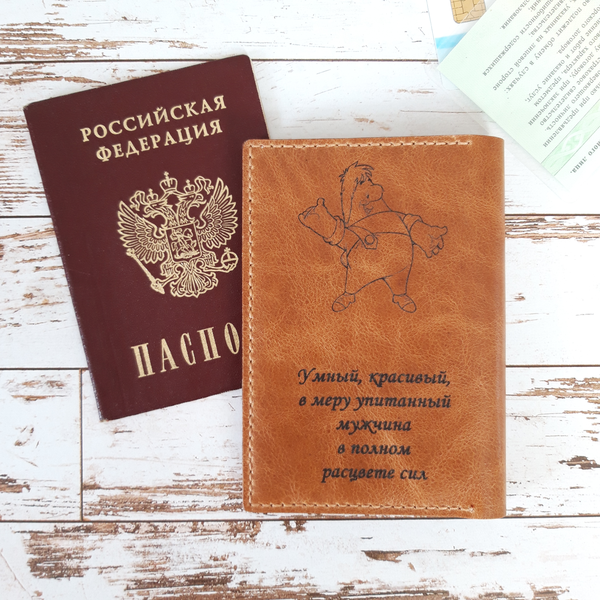 РОССИЙСКАЯ
ФЕДЕРАЦИЯ
ПАСПО
Умный, красивый,
в меру упитанный
мужчина
в полном
расцвете сил